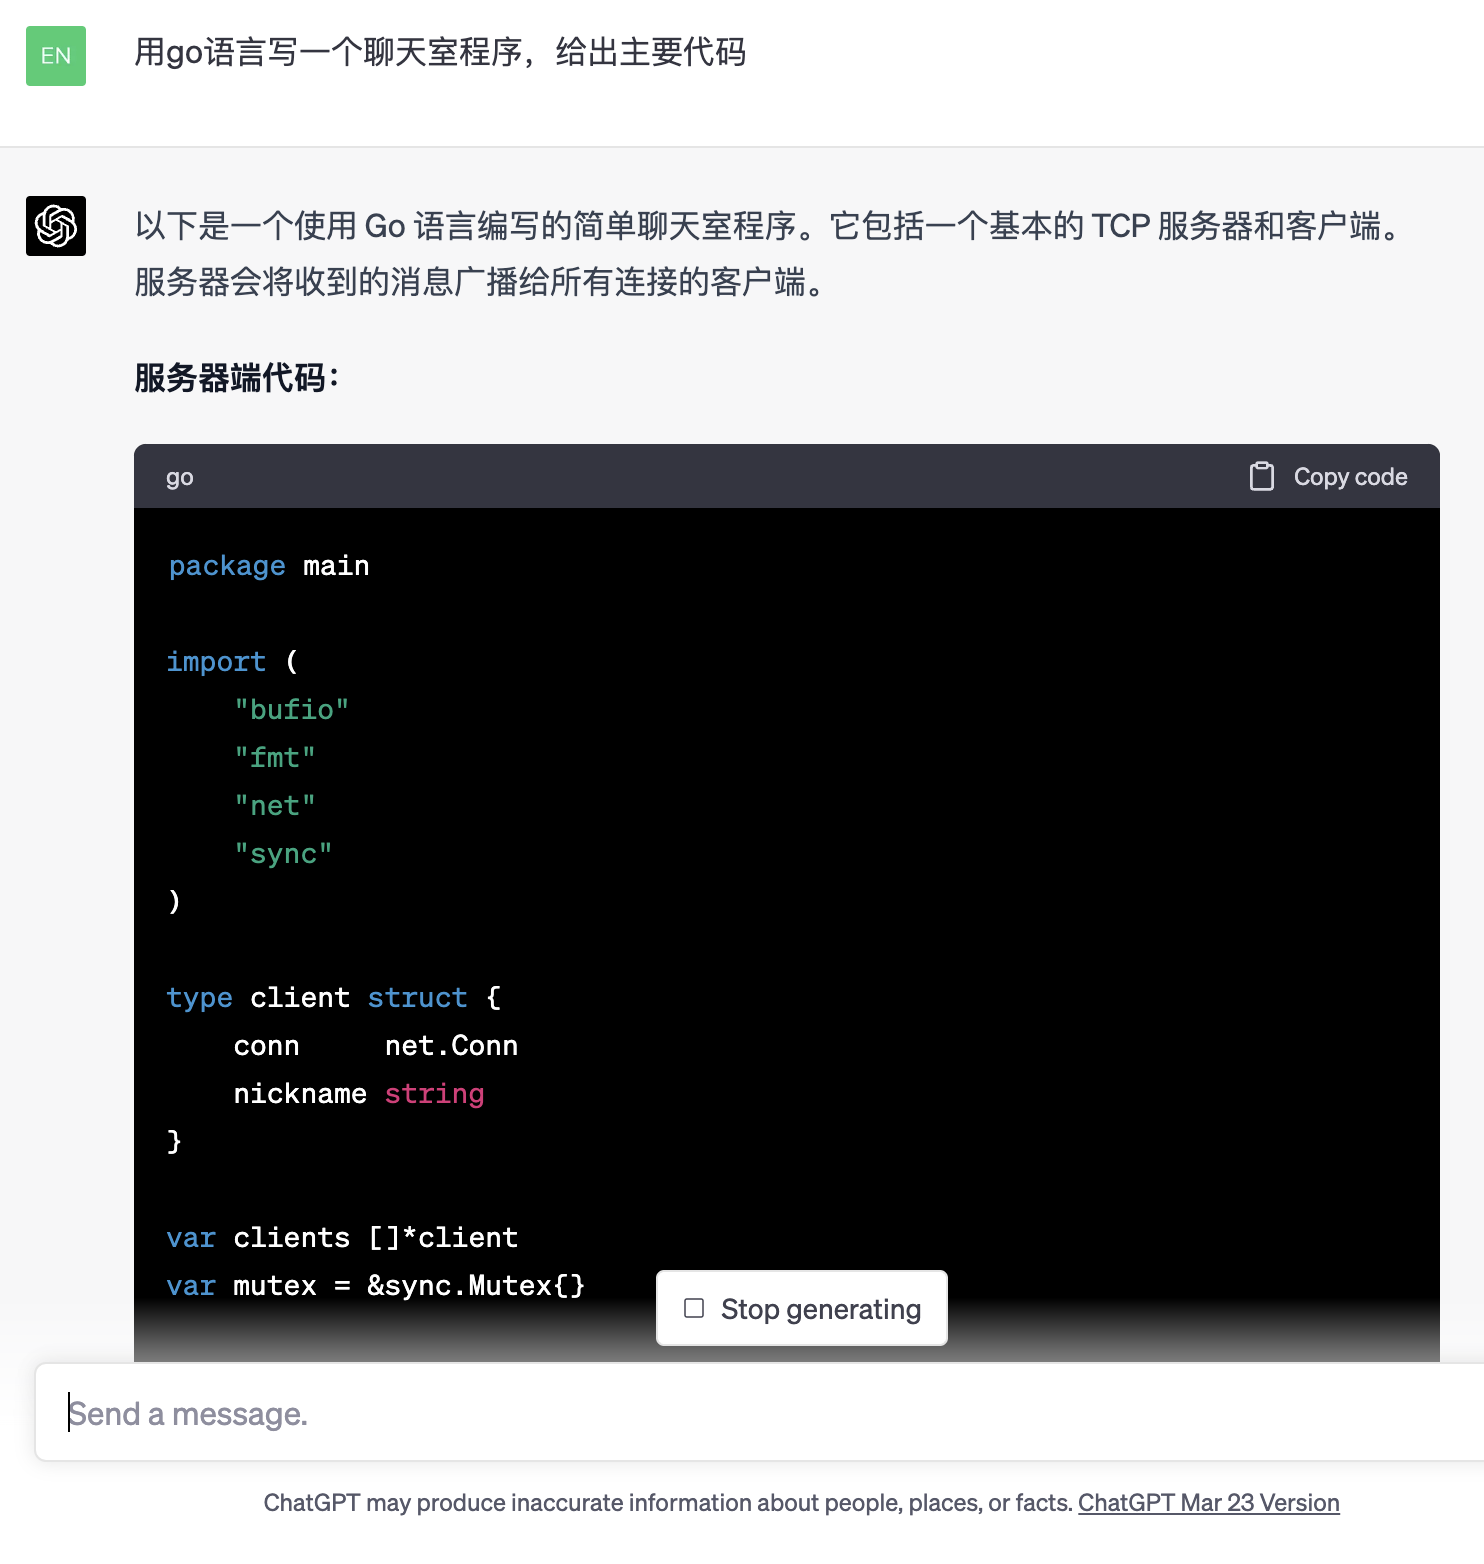 EN
用go语言写一个聊天室程序，给出主要代码
以下是一个使用 Go 语言编写的简单聊天室程序。它包括一个基本的 TCP 服务器和客户端。
服务器会将收到的消息广播给所有连接的客户端。
服务器端代码：
go Copy code
package main
import (
    "bufio"
    "fmt"
    "net"
    "sync"
)
type client struct {
    conn     net.Conn
    nickname string
}
var clients []*client
var mutex = &sync.Mutex{}
Stop generating
Send a message.
ChatGPT may produce inaccurate information about people, places, or facts. ChatGPT Mar 23 Version